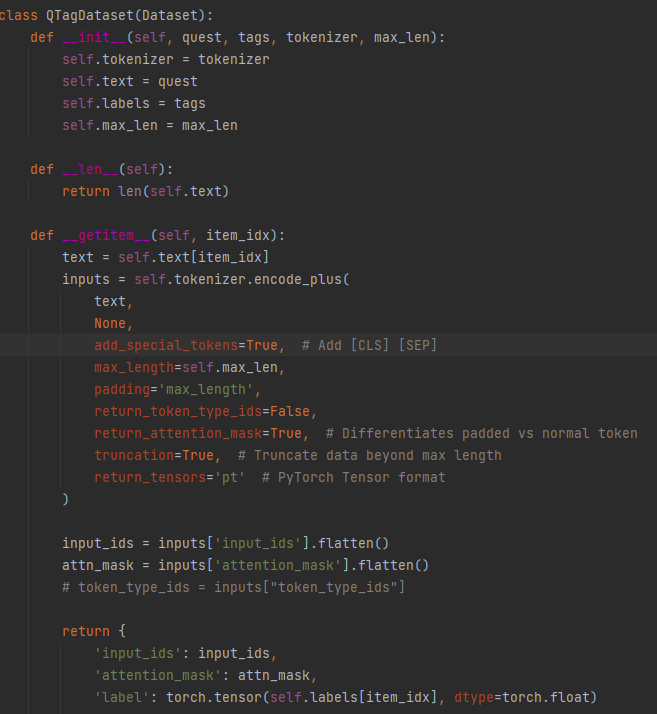 class QTagDataset(Dataset):
    def __init__(self, quest, tags, tokenizer, max_len):
        self.tokenizer = tokenizer
        self.text = quest
        self.labels = tags
        self.max_len = max_len

    def __len__(self):
        return len(self.text)

    def __getitem__(self, item_idx):
        text = self.text[item_idx]
        inputs = self.tokenizer.encode_plus(
            text,
            None,
            add_special_tokens=True,  # Add [CLS] [SEP]
            max_length=self.max_len,
            padding='max_length',
            return_token_type_ids=False,
            return_attention_mask=True,  # Differentiates padded vs normal token
            truncation=True,  # Truncate data beyond max length
            return_tensors='pt'  # PyTorch Tensor format
        )

        input_ids = inputs['input_ids'].flatten()
        attn_mask = inputs['attention_mask'].flatten()
        # token_type_ids = inputs["token_type_ids"]

        return {
            'input_ids': input_ids,
            'attention_mask': attn_mask,
            'label': torch.tensor(self.labels[item_idx], dtype=torch.float)